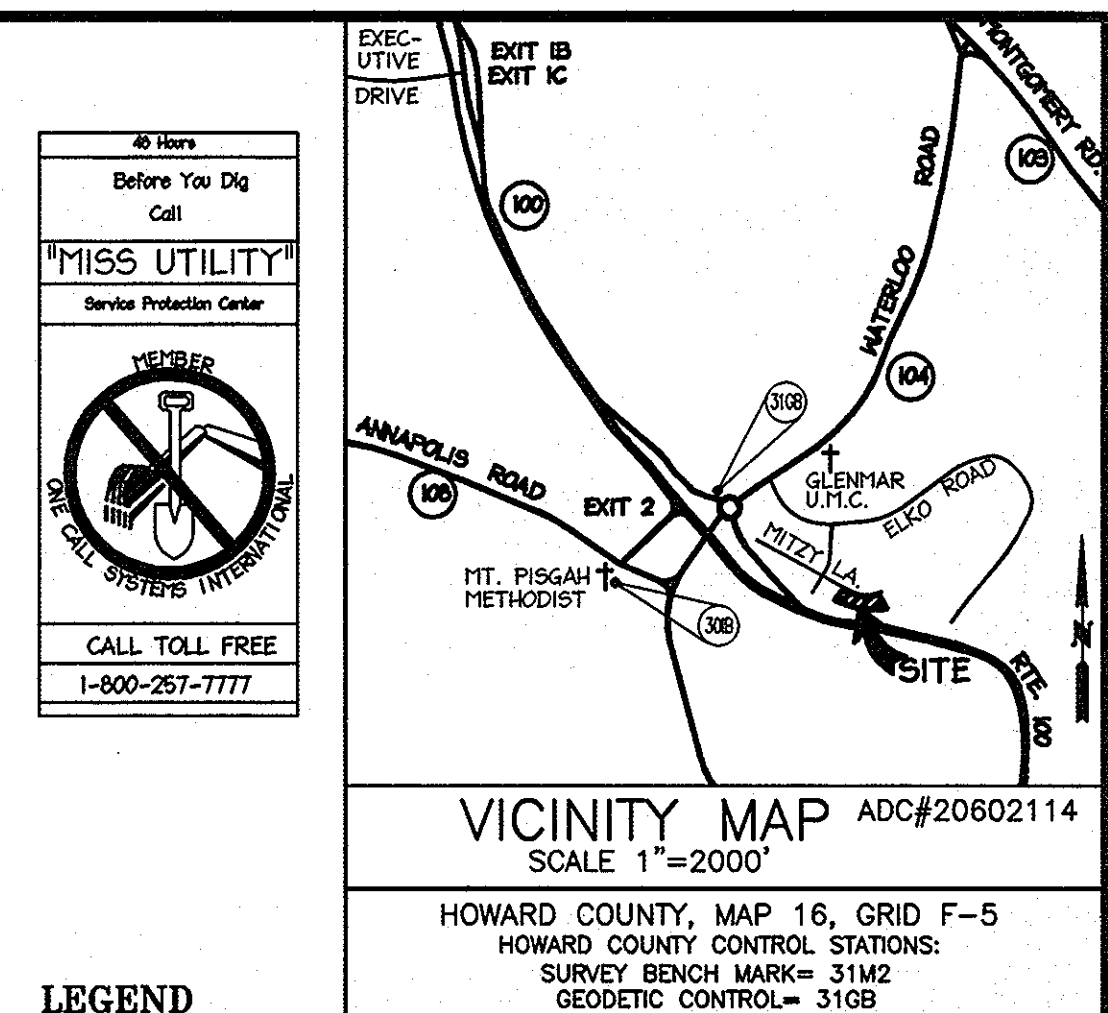 48 Hours
Before You Dig
Call
"MISS UTILITY"
Service Protection Center
MEMBER
ONE CALL SYSTEMS INTERNATIONAL
CALL TOLL FREE
1-800-257-7777
LEGEND
EXEC-
UTIVE
DRIVE
EXIT 1B
EXIT 1C
MONTGOMERY RD.
103
100
WATERLOO ROAD
104
31GB
ANNAPOLIS ROAD
108
EXIT 2
GLENMAR
U.M.C.
ELKO ROAD
MITZY LA.
MT. PISGAH
METHODIST
301B
SITE
RTE. 100
N
VICINITY MAP
ADC#20602114
SCALE 1"=2000'
HOWARD COUNTY, MAP 16, GRID F-5
HOWARD COUNTY CONTROL STATIONS:
SURVEY BENCH MARK= 31M2
GEODETIC CONTROL= 31GB